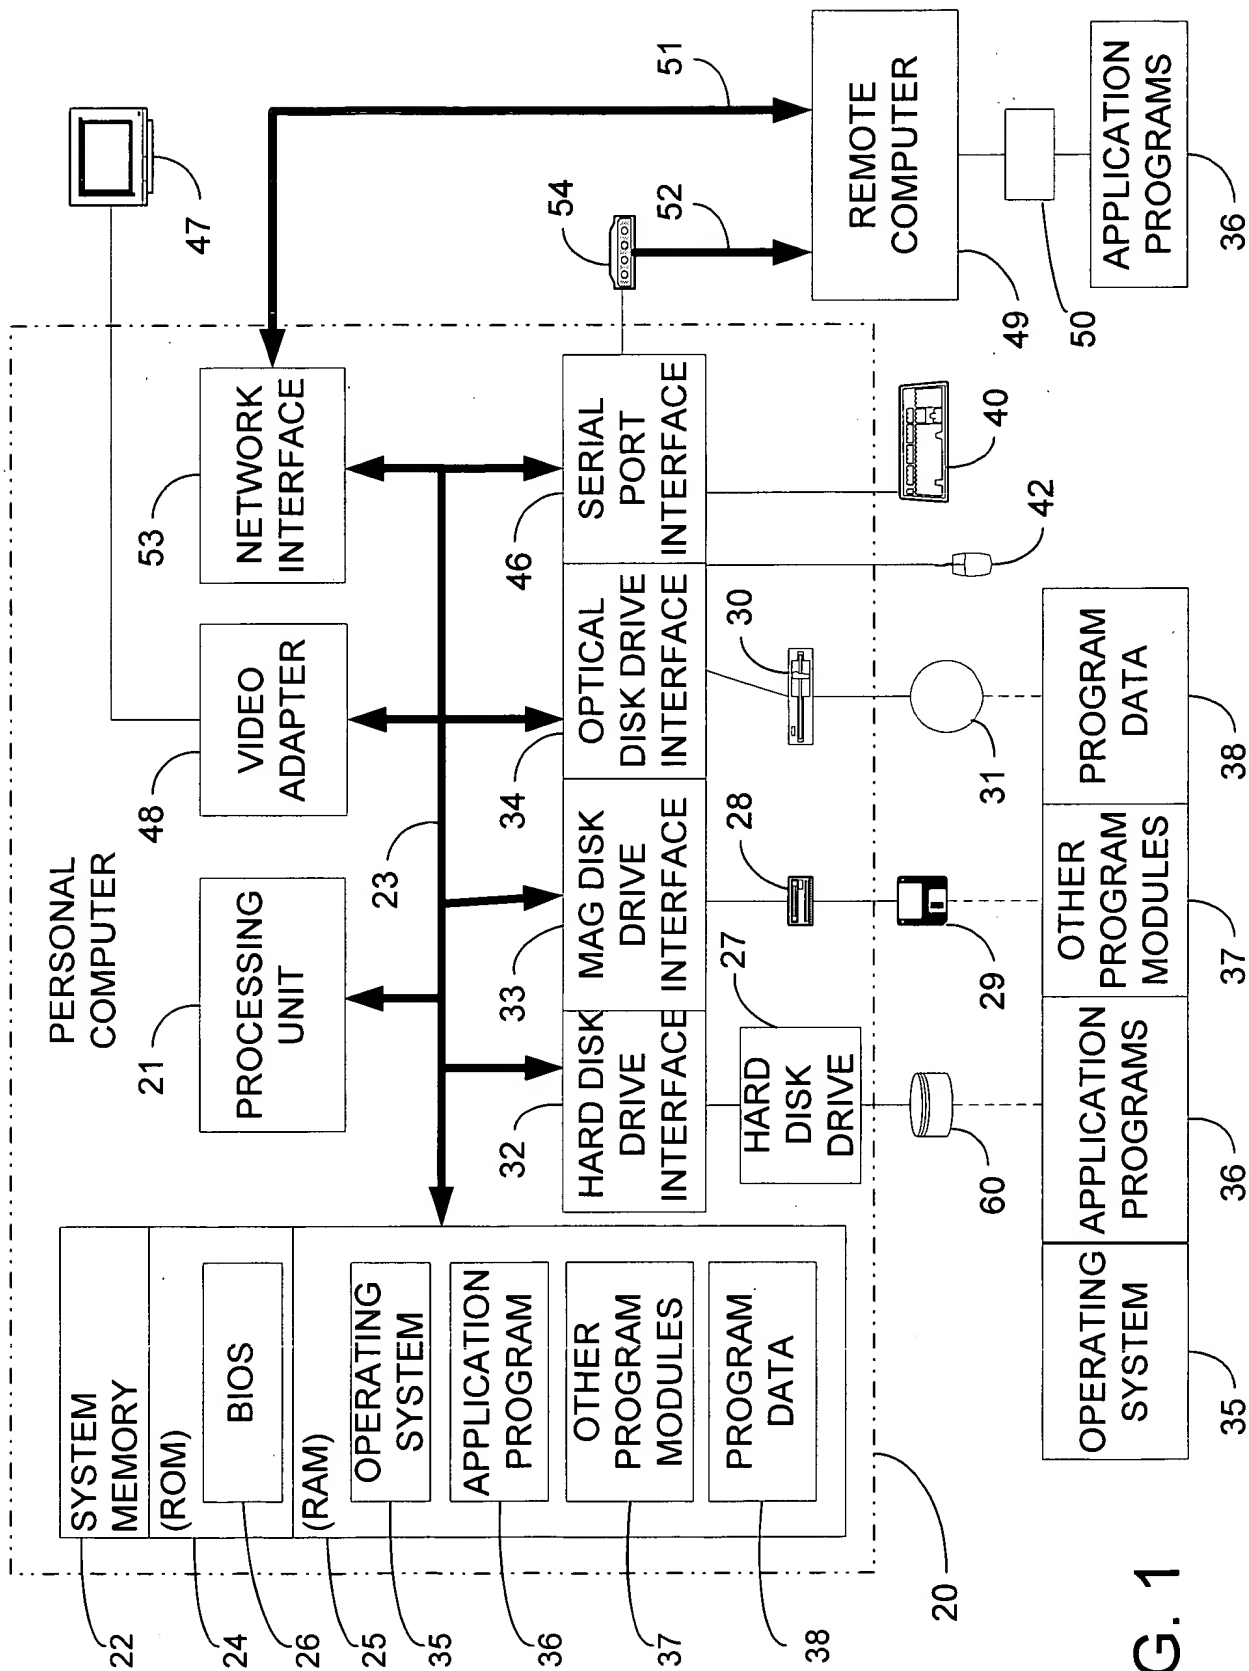 PERSONAL
COMPUTER
SYSTEM
MEMORY
22
(ROM)
24
BIOS
26
(RAM)
25
OPERATING
SYSTEM
35
APPLICATION
PROGRAM
36
OTHER
PROGRAM
MODULES
37
PROGRAM
DATA
38
21
PROCESSING
UNIT
48
VIDEO
ADAPTER
53
NETWORK
INTERFACE
47
23
32
HARD DISK
DRIVE
INTERFACE
33
MAG DISK
DRIVE
INTERFACE
34
OPTICAL
DISK DRIVE
INTERFACE
46
SERIAL
PORT
INTERFACE
54
52
51
27
HARD
DISK
DRIVE
28
30
60
29
31
42
40
REMOTE
COMPUTER
49
50
APPLICATION
PROGRAMS
36
OPERATING
SYSTEM
35
APPLICATION
PROGRAMS
36
OTHER
PROGRAM
MODULES
37
PROGRAM
DATA
38
20
G. 1